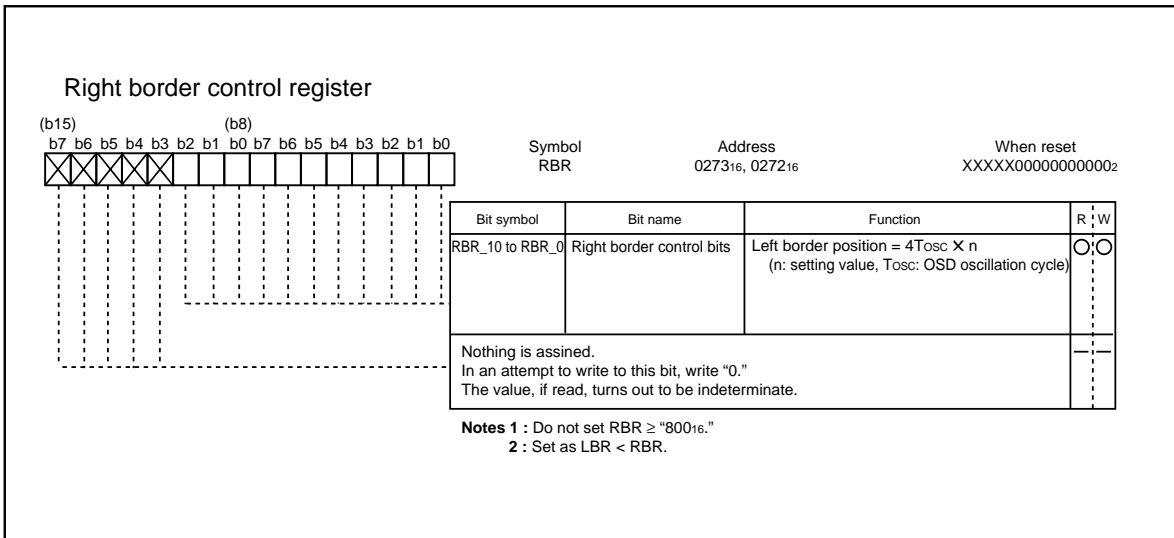 Right border control register
(b15) (b8)
b7 b6 b5 b4 b3 b2 b1 b0 b7 b6 b5 b4 b3 b2 b1 b0
Symbol Address When reset
RBR 027316, 027216 XXXXX000000000002
Bit symbol Bit name Function R W
RBR_10 to RBR_0 Right border control bits Left border position = 4Tosc X n
(n: setting value, Tosc: OSD oscillation cycle)
Nothing is assined.
In an attempt to write to this bit, write “0.”
The value, if read, turns out to be indeterminate.
Notes 1 : Do not set RBR ≥ “80016.”
2 : Set as LBR < RBR.